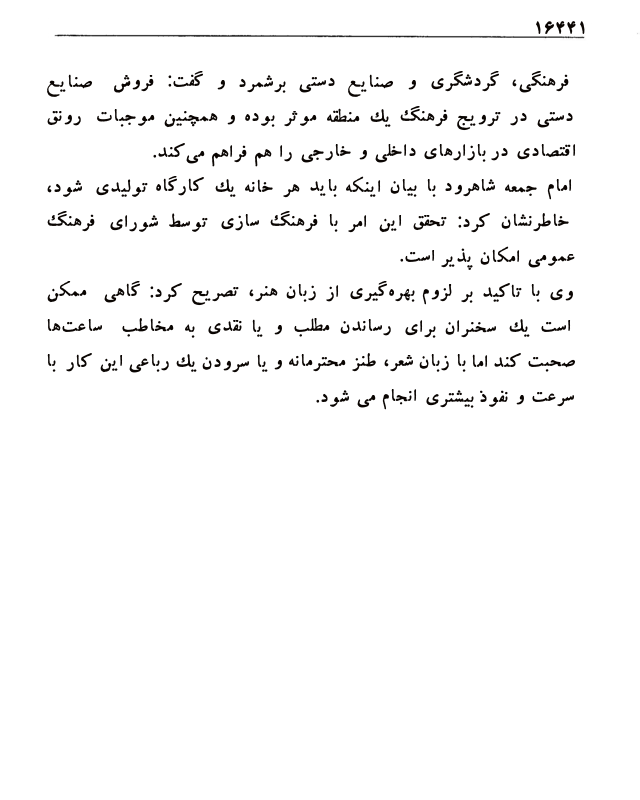 ۱۶۴۴۱
فرهنگی، گردشگری و صنایع دستی برشمرد و گفت: فروش صنایع
دستی در ترویج فرهنگ یك منطقه موثر بوده و همچنین موجبات رونق
اقتصادی در بازارهای داخلی و خارجی را هم فراهم می‌کند.
امام جمعه شاهرود با بیان اینکه باید هر خانه یك کارگاه تولیدی شود،
خاطرنشان کرد: تحقق این امر با فرهنگ سازی توسط شورای فرهنگ
عمومی امکان پذیر است.
وی با تاکید بر لزوم بهره‌گیری از زبان هنر، تصریح کرد: گاهی ممکن
است یك سخنران برای رساندن مطلب و یا نقدی به مخاطب ساعت‌ها
صحبت کند اما با زبان شعر، طنز محترمانه و یا سرودن یك رباعی این کار با
سرعت و نفوذ بیشتری انجام می شود.